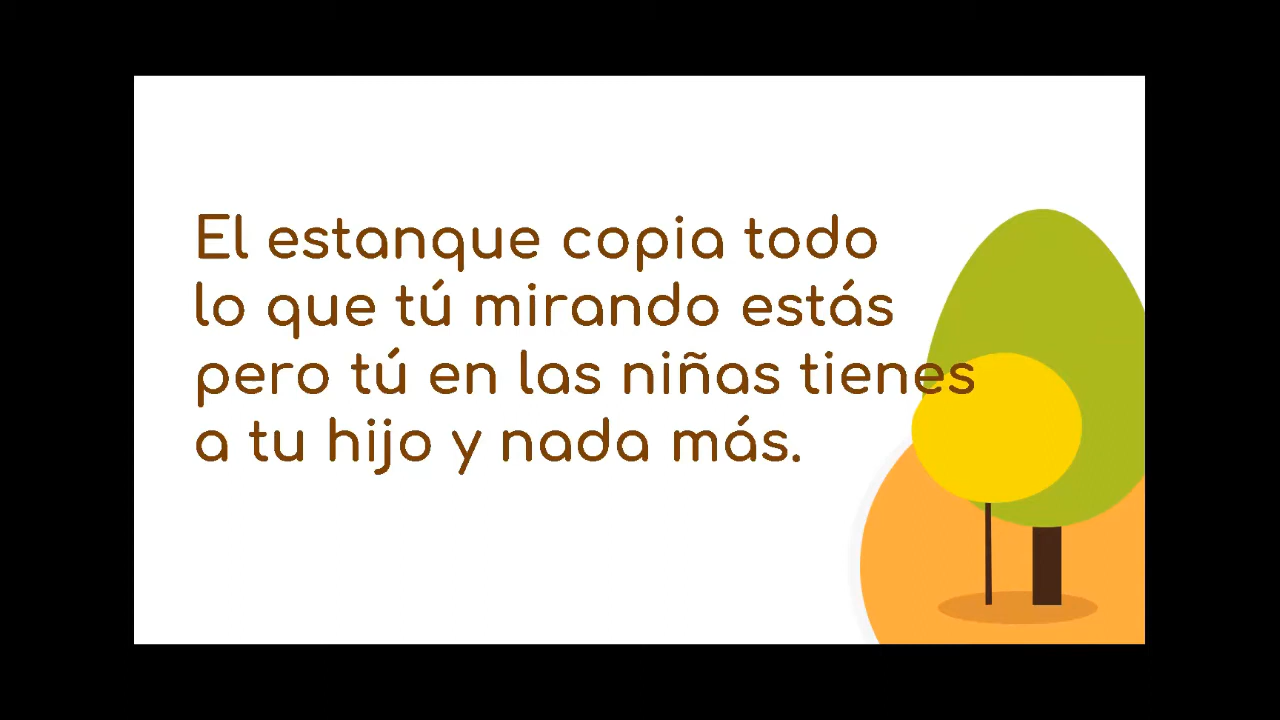 El estanque copia todo
lo que tú mirando estás
pero tú en las niñas tienes
a tu hijo y nada más.